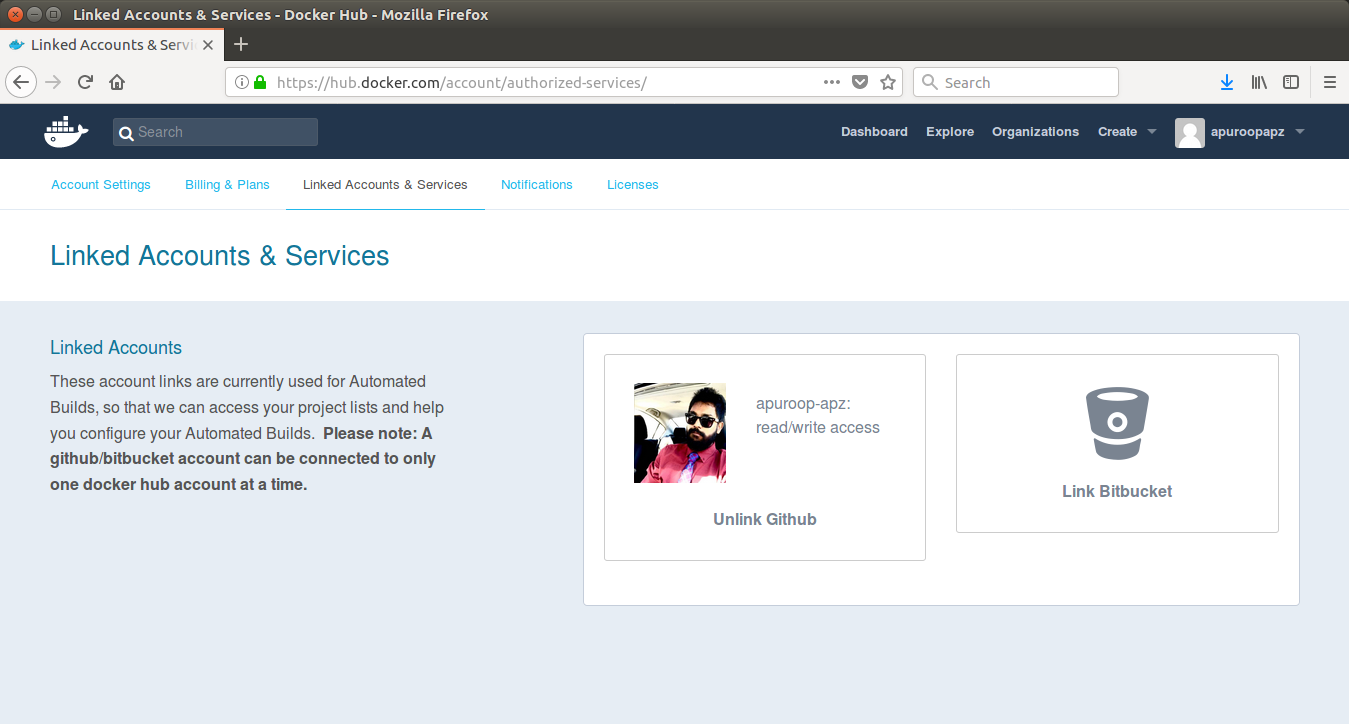 Linked Accounts & Services - Docker Hub - Mozilla Firefox
Linked Accounts & Servi
https://hub.docker.com/account/authorized-services/
Search
Search
Dashboard
Explore
Organizations
Create
apuroopapz
Account Settings
Billing & Plans
Linked Accounts & Services
Notifications
Licenses
Linked Accounts & Services
Linked Accounts
These account links are currently used for Automated
Builds, so that we can access your project lists and help
you configure your Automated Builds. Please note: A
github/bitbucket account can be connected to only
one docker hub account at a time.
apuroop-apz:
read/write access
Unlink Github
Link Bitbucket